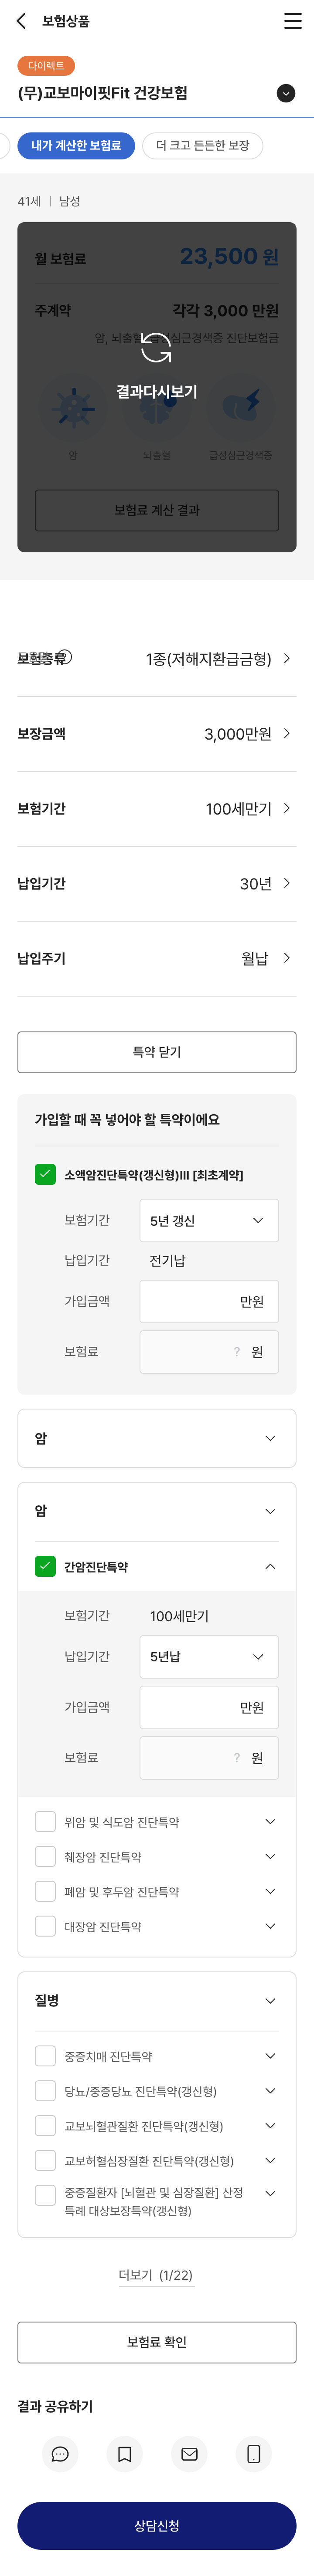 보험상품
다이렉트
(무)교보마이핏Fit 건강보험
내가 계산한 보험료
더 크고 든든한 보장
41세 | 남성
월 보험료
23,500 원
주계약
각각 3,000 만원
암, 뇌출혈, 급성심근경색증 진단보험금
결과다시보기
암
뇌출혈
급성심근경색증
보험료 계산 결과
보험종류
?
1종(저해지환급금형)
보장금액
3,000만원
보험기간
100세만기
납입기간
30년
납입주기
월납
특약 닫기
가입할 때 꼭 넣어야 할 특약이에요
소액암진단특약(갱신형)III [최초계약]
보험기간
5년 갱신
납입기간
전기납
가입금액
만원
보험료
? 원
암
암
간암진단특약
보험기간
100세만기
납입기간
5년납
가입금액
만원
보험료
? 원
위암 및 식도암 진단특약
췌장암 진단특약
폐암 및 후두암 진단특약
대장암 진단특약
질병
중증치매 진단특약
당뇨/중증당뇨 진단특약(갱신형)
교보뇌혈관질환 진단특약(갱신형)
교보허혈심장질환 진단특약(갱신형)
중증질환자 [뇌혈관 및 심장질환] 산정
특례 대상보장특약(갱신형)
더보기 (1/22)
보험료 확인
결과 공유하기
상담신청